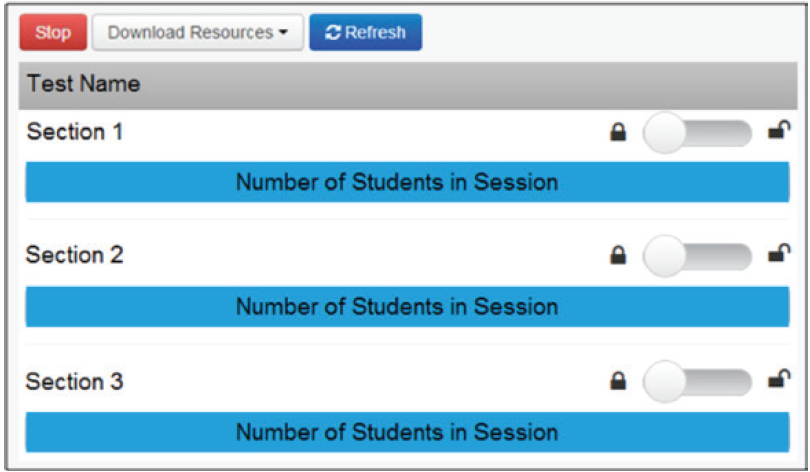 Stop Download Resources Refresh
Test Name
Section 1
Number of Students in Session
Section 2
Number of Students in Session
Section 3
Number of Students in Session